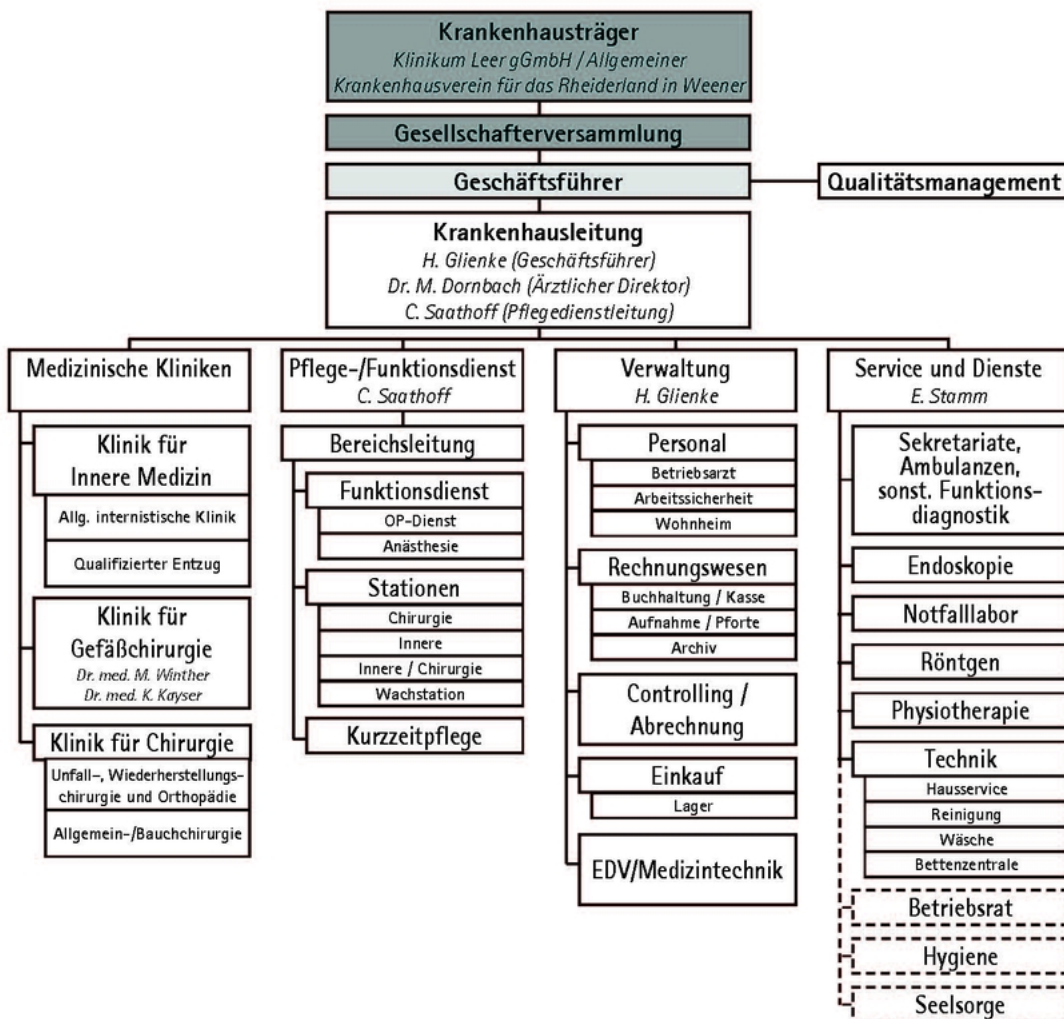 Krankenhausträger
Klinikum Leer gGmbH / Allgemeiner
Krankenhausverein für das Rheiderland in Weener
Gesellschafterversammlung
Geschäftsführer
Qualitätsmanagement
Krankenhausleitung
H. Glienke (Geschäftsführer)
Dr. M. Dornbach (Ärztlicher Direktor)
C. Saathoff (Pflegedienstleitung)
Medizinische Kliniken
Klinik für
Innere Medizin
Allg. internistische Klinik
Qualifizierter Entzug
Klinik für
Gefäßchirurgie
Dr. med. M. Winther
Dr. med. K. Kayser
Klinik für Chirurgie
Unfall-, Wiederherstellungs-
chirurgie und Orthopädie
Allgemein-/Bauchchirurgie
Pflege-/Funktionsdienst
C. Saathoff
Bereichsleitung
Funktionsdienst
OP-Dienst
Anästhesie
Stationen
Chirurgie
Innere
Innere / Chirurgie
Wachstation
Kurzzeitpflege
Verwaltung
H. Glienke
Personal
Betriebsarzt
Arbeitssicherheit
Wohnheim
Rechnungswesen
Buchhaltung / Kasse
Aufnahme / Pforte
Archiv
Controlling /
Abrechnung
Einkauf
Lager
EDV/Medizintechnik
Service und Dienste
E. Stamm
Sekretariate,
Ambulanzen,
sonst. Funktions-
diagnostik
Endoskopie
Notfalllabor
Röntgen
Physiotherapie
Technik
Hausservice
Reinigung
Wäsche
Bettenzentrale
Betriebsrat
Hygiene
Seelsorge